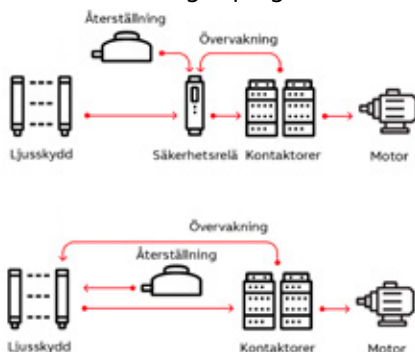 Återställning
Övervakning
Ljusskydd Säkerhetsrelä Kontaktorer Motor
Övervakning
Återställning
Ljusskydd Kontaktorer Motor